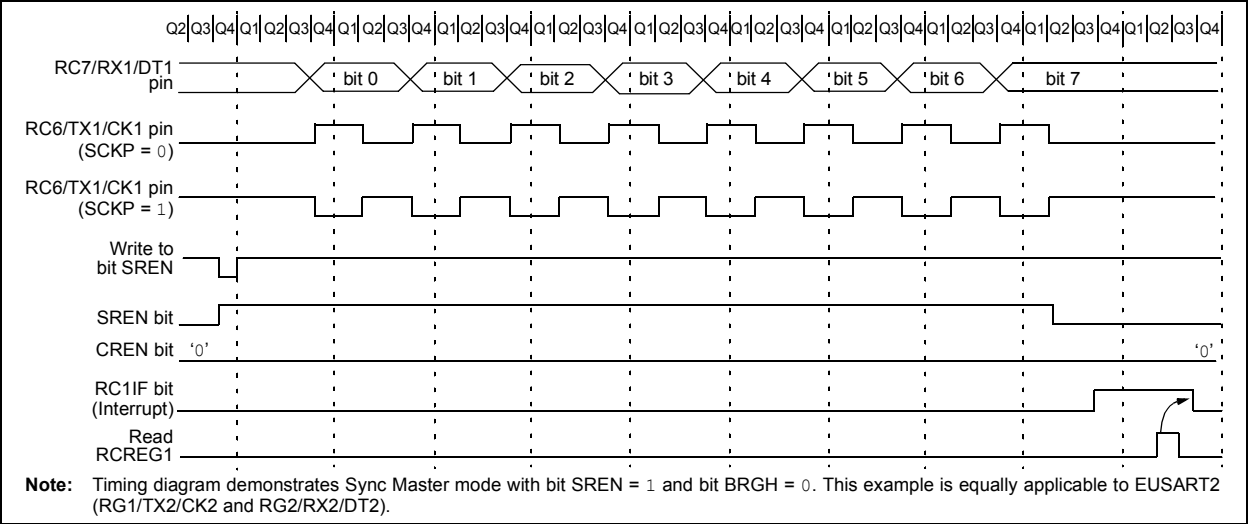 Q2 Q3 Q4 Q1 Q2 Q3 Q4 Q1 Q2 Q3 Q4 Q1 Q2 Q3 Q4 Q1 Q2 Q3 Q4 Q1 Q2 Q3 Q4 Q1 Q2 Q3 Q4 Q1 Q2 Q3 Q4 Q1 Q2 Q3 Q4 Q1 Q2 Q3 Q4 Q1 Q2 Q3 Q4
RC7/RX1/DT1
pin
bit 0 bit 1 bit 2 bit 3 bit 4 bit 5 bit 6 bit 7
RC6/TX1/CK1 pin
(SCKP = 0)
RC6/TX1/CK1 pin
(SCKP = 1)
Write to
bit SREN
SREN bit
CREN bit ‘0’ ‘0’
RC1IF bit
(Interrupt)
Read
RCREG1
Note: Timing diagram demonstrates Sync Master mode with bit SREN = 1 and bit BRGH = 0. This example is equally applicable to EUSART2
(RG1/TX2/CK2 and RG2/RX2/DT2).